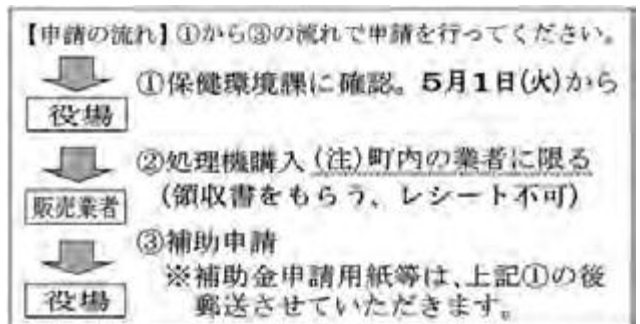 【申請の流れ】①から③の流れで申請を行ってください。
①保健環境課に確認。5月1日(火)から
役場
②処理機購入(注)町内の業者に限る
(領収書をもらう、レシート不可)
販売業者
③補助申請
※補助金申請用紙等は、上記①の後
役場
郵送させていただきます。